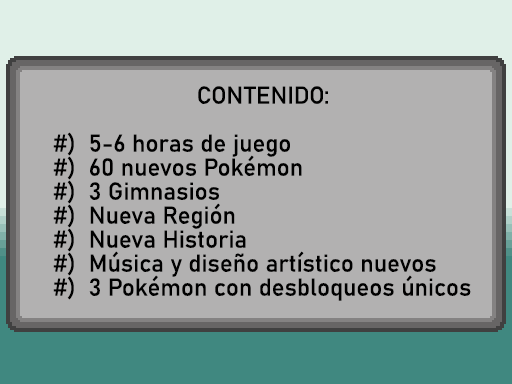 CONTENIDO:
#) 5-6 horas de juego
#) 60 nuevos Pokémon
#) 3 Gimnasios
#) Nueva Región
#) Nueva Historia
#) Música y diseño artístico nuevos
#) 3 Pokémon con desbloqueos únicos